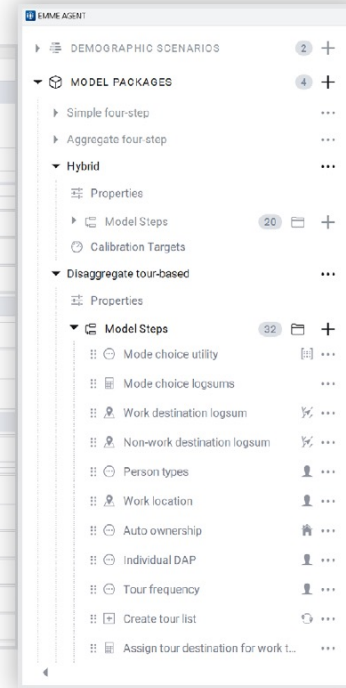 EMME AGENT
DEMOGRAPHIC SCENARIOS 2 +
MODEL PACKAGES 4 +
Simple four-step ...
Aggregate four-step ...
Hybrid ...
Properties
Model Steps 20 +
Calibration Targets
Disaggregate tour-based ...
Properties
Model Steps 32 +
Mode choice utility ...
Mode choice logsums ...
Work destination logsum ...
Non-work destination logsum ...
Person types ...
Work location ...
Auto ownership ...
Individual DAP ...
Tour frequency ...
Create tour list ...
Assign tour destination for work t... ...